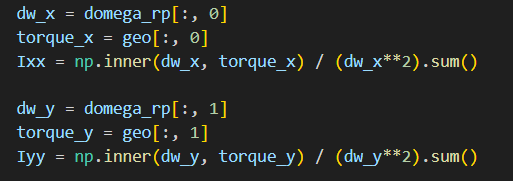 dw_x = domega_rp[:, 0]
torque_x = geo[:, 0]
Ixx = np.inner(dw_x, torque_x) / (dw_x**2).sum()
dw_y = domega_rp[:, 1]
torque_y = geo[:, 1]
Iyy = np.inner(dw_y, torque_y) / (dw_y**2).sum()